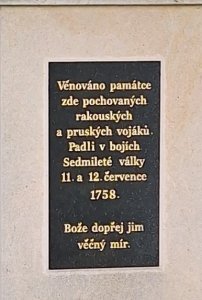 Věnováno památce
zde pochovaných
rakouských
a pruských vojáků.
Padli v bojích
Sedmileté války
11. a 12. července
1758.
Bože dopřej jim
věčný mír.